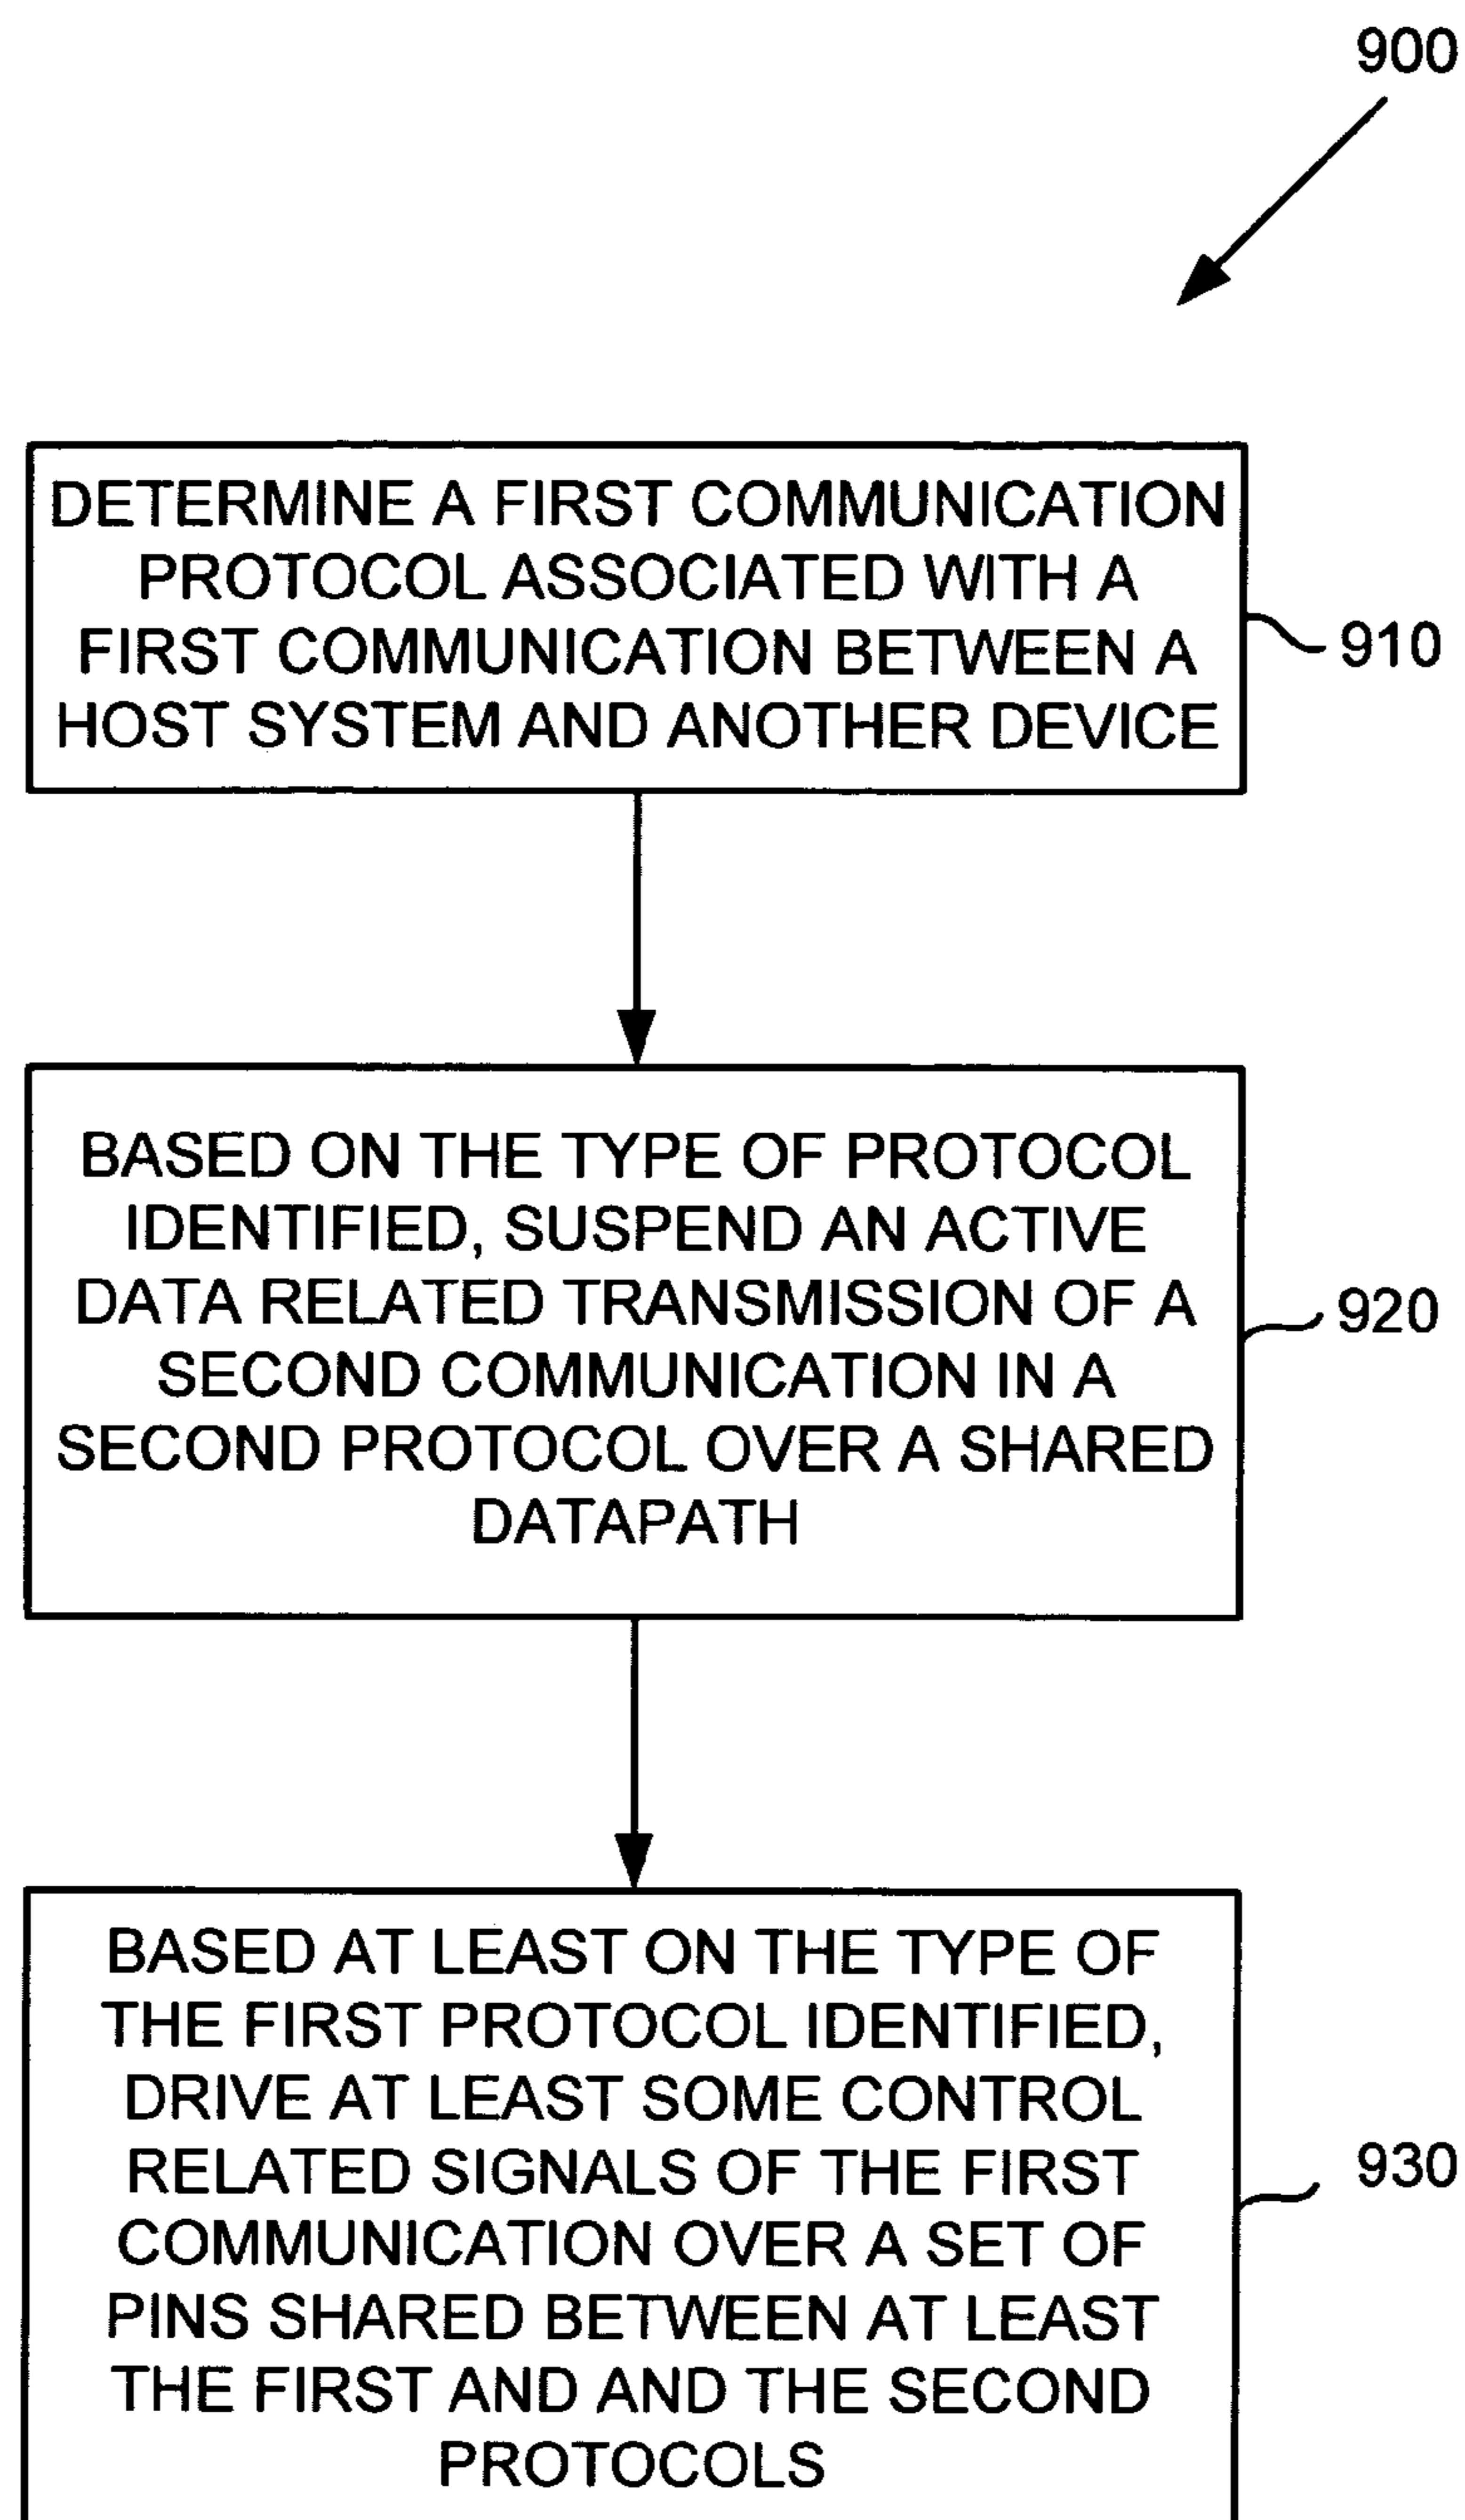 900
DETERMINE A FIRST COMMUNICATION
PROTOCOL ASSOCIATED WITH A
FIRST COMMUNICATION BETWEEN A
HOST SYSTEM AND ANOTHER DEVICE
910
BASED ON THE TYPE OF PROTOCOL
IDENTIFIED, SUSPEND AN ACTIVE
DATA RELATED TRANSMISSION OF A
SECOND COMMUNICATION IN A
SECOND PROTOCOL OVER A SHARED
DATAPATH
920
BASED AT LEAST ON THE TYPE OF
THE FIRST PROTOCOL IDENTIFIED,
DRIVE AT LEAST SOME CONTROL
RELATED SIGNALS OF THE FIRST
COMMUNICATION OVER A SET OF
PINS SHARED BETWEEN AT LEAST
THE FIRST AND AND THE SECOND
PROTOCOLS
930